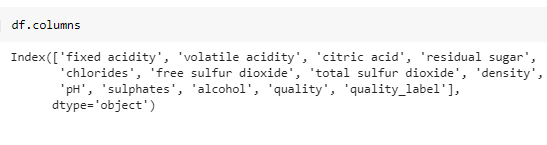 df.columns
Index(['fixed acidity', 'volatile acidity', 'citric acid', 'residual sugar',
'chlorides', 'free sulfur dioxide', 'total sulfur dioxide', 'density',
'pH', 'sulphates', 'alcohol', 'quality', 'quality_label'],
dtype='object')